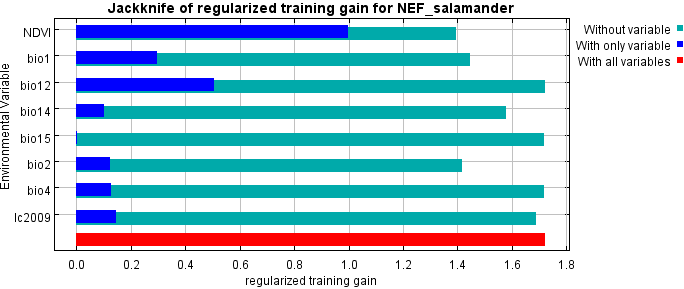 Jackknife of regularized training gain for NEF_salamander
Environmental Variable
NDVI
bio1
bio12
bio14
bio15
bio2
bio4
lc2009
0.0 0.2 0.4 0.6 0.8 1.0 1.2 1.4 1.6 1.8
regularized training gain
Without variable
With only variable
With all variables